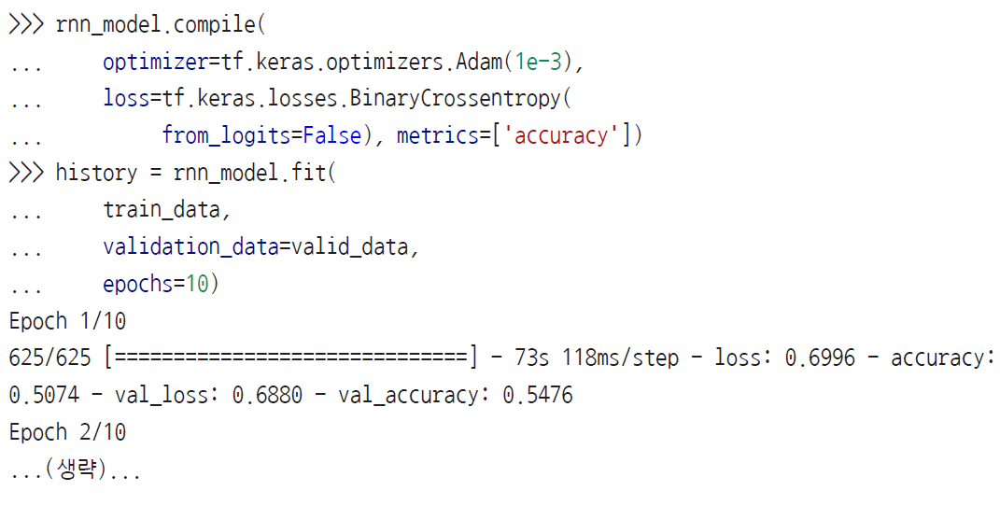 >>> rnn_model.compile(
...     optimizer=tf.keras.optimizers.Adam(1e-3),
...     loss=tf.keras.losses.BinaryCrossentropy(
...          from_logits=False), metrics=['accuracy'])
>>> history = rnn_model.fit(
...     train_data,
...     validation_data=valid_data,
...     epochs=10)
Epoch 1/10
625/625 [==============================] - 73s 118ms/step - loss: 0.6996 - accuracy:
0.5074 - val_loss: 0.6880 - val_accuracy: 0.5476
Epoch 2/10
...(생략)...